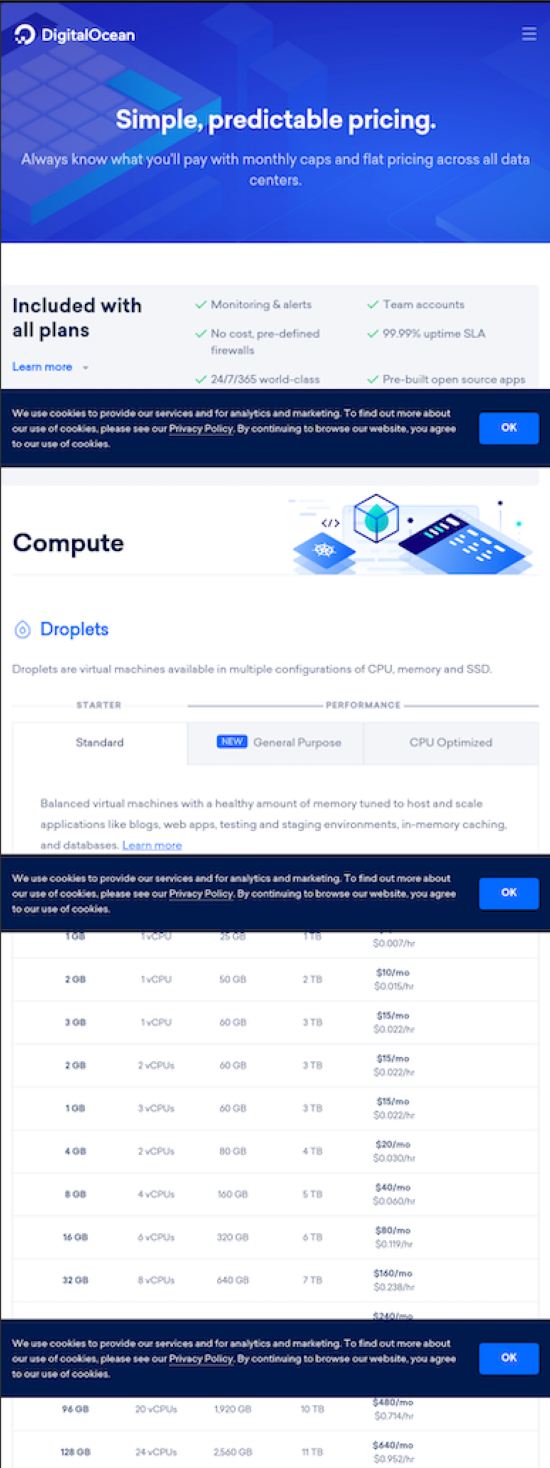 DigitalOcean
Simple, predictable pricing.
Always know what you'll pay with monthly caps and flat pricing across all data
centers.
Included with
all plans
Learn more
Monitoring & alerts
Team accounts
No cost, pre-defined
firewalls
99.99% uptime SLA
24/7/365 world-class
Pre-built open source apps
We use cookies to provide our services and for analytics and marketing. To find out more about
our use of cookies, please see our Privacy Policy. By continuing to browse our website, you agree
to our use of cookies.
OK
Compute
</>
Droplets
Droplets are virtual machines available in multiple configurations of CPU, memory and SSD.
STARTER
PERFORMANCE
Standard
NEW General Purpose
CPU Optimized
Balanced virtual machines with a healthy amount of memory tuned to host and scale
applications like blogs, web apps, testing and staging environments, in-memory caching,
and databases. Learn more
We use cookies to provide our services and for analytics and marketing. To find out more about
our use of cookies, please see our Privacy Policy. By continuing to browse our website, you agree
to our use of cookies.
OK
1 GB 1 vCPU 25 GB 1 TB
$0.007/hr
2 GB 1 vCPU 50 GB 2 TB $10/mo
$0.015/hr
3 GB 1 vCPU 60 GB 3 TB $15/mo
$0.022/hr
2 GB 2 vCPUs 60 GB 3 TB $15/mo
$0.022/hr
1 GB 3 vCPUs 60 GB 3 TB $15/mo
$0.022/hr
4 GB 2 vCPUs 80 GB 4 TB $20/mo
$0.030/hr
8 GB 4 vCPUs 160 GB 5 TB $40/mo
$0.060/hr
16 GB 6 vCPUs 320 GB 6 TB $80/mo
$0.119/hr
32 GB 8 vCPUs 640 GB 7 TB $160/mo
$0.238/hr
$240/mo
We use cookies to provide our services and for analytics and marketing. To find out more about
our use of cookies, please see our Privacy Policy. By continuing to browse our website, you agree
to our use of cookies.
OK
96 GB 20 vCPUs 1,920 GB 10 TB $480/mo
$0.714/hr
128 GB 24 vCPUs 2,560 GB 11 TB $640/mo
$0.952/hr